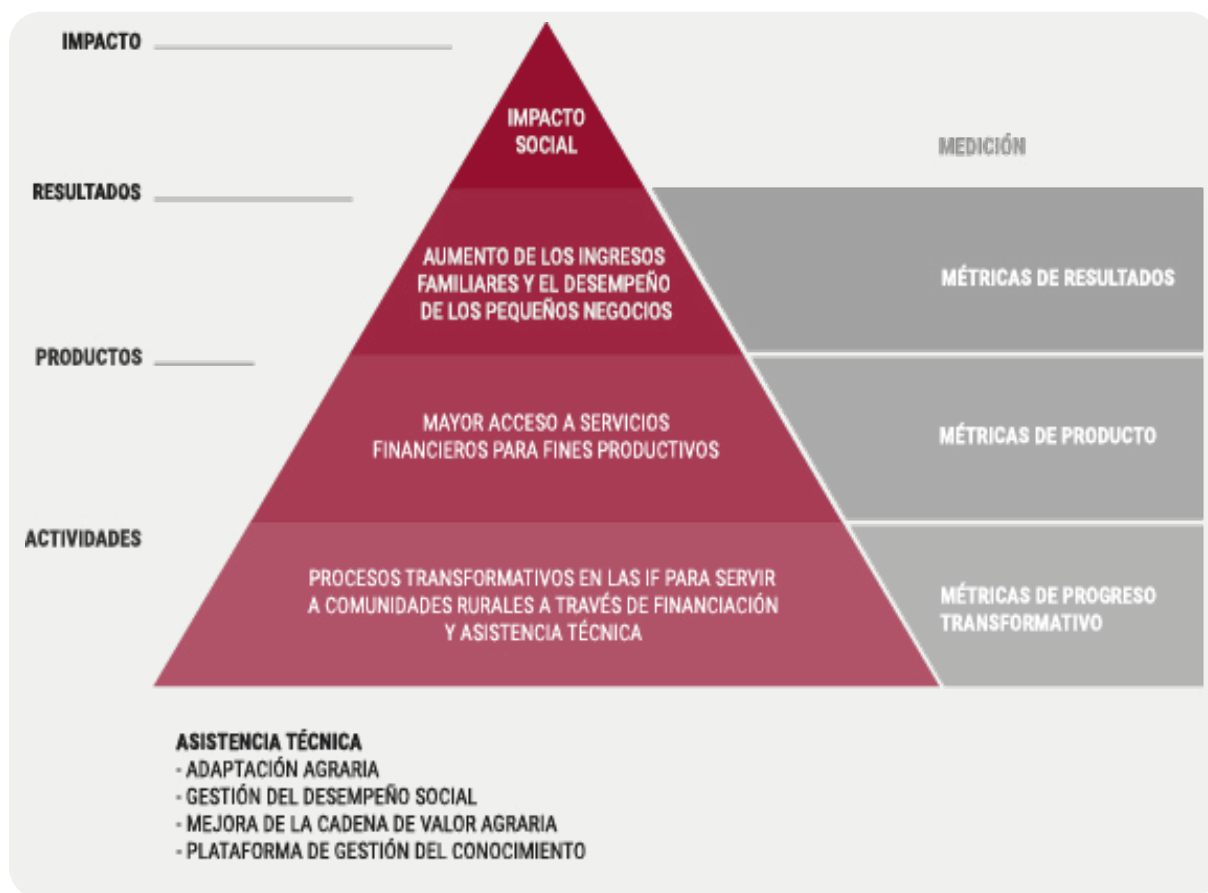 IMPACTO
IMPACTO
SOCIAL
MEDICIÓN
RESULTADOS
AUMENTO DE LOS INGRESOS
FAMILIARES Y EL DESEMPEÑO
DE LOS PEQUEÑOS NEGOCIOS
MÉTRICAS DE RESULTADOS
PRODUCTOS
MAYOR ACCESO A SERVICIOS
FINANCIEROS PARA FINES PRODUCTIVOS
MÉTRICAS DE PRODUCTO
ACTIVIDADES
PROCESOS TRANSFORMATIVOS EN LAS IF PARA SERVIR
A COMUNIDADES RURALES A TRAVÉS DE FINANCIACIÓN
Y ASISTENCIA TÉCNICA
MÉTRICAS DE PROGRESO
TRANSFORMATIVO
ASISTENCIA TÉCNICA
- ADAPTACIÓN AGRARIA
- GESTIÓN DEL DESEMPEÑO SOCIAL
- MEJORA DE LA CADENA DE VALOR AGRARIA
- PLATAFORMA DE GESTIÓN DEL CONOCIMIENTO